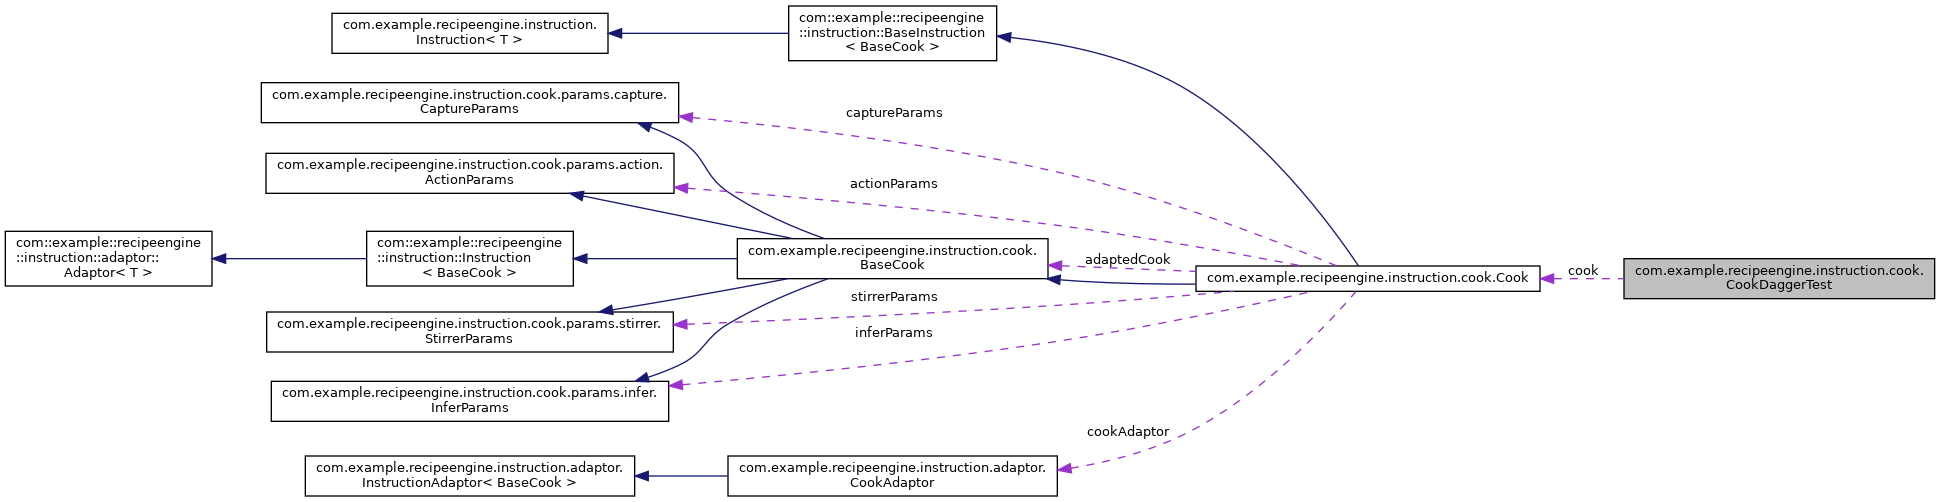 com.example.recipeengine.instruction.
Instruction< T >
com::example::recipeengine
::instruction::BaseInstruction
< BaseCook >
com.example.recipeengine.instruction.cook.params.capture.
CaptureParams
captureParams
com.example.recipeengine.instruction.cook.params.action.
ActionParams
actionParams
com::example::recipeengine
::instruction::adaptor::
Adaptor< T >
com::example::recipeengine
::instruction::Instruction
< BaseCook >
com.example.recipeengine.instruction.cook.
BaseCook
adaptedCook
com.example.recipeengine.instruction.cook.Cook
cook
com.example.recipeengine.instruction.cook.
CookDaggerTest
stirrerParams
com.example.recipeengine.instruction.cook.params.stirrer.
StirrerParams
inferParams
com.example.recipeengine.instruction.cook.params.infer.
InferParams
cookAdaptor
com.example.recipeengine.instruction.adaptor.
InstructionAdaptor< BaseCook >
com.example.recipeengine.instruction.adaptor.
CookAdaptor